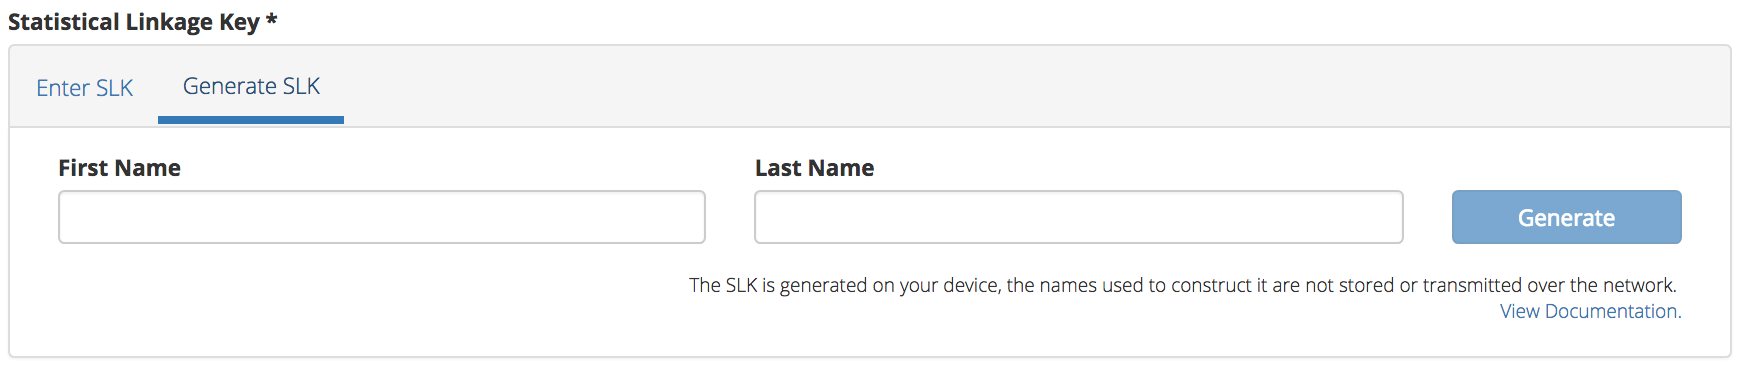 Statistical Linkage Key *
Enter SLK
Generate SLK
First Name
Last Name
Generate
The SLK is generated on your device, the names used to construct it are not stored or transmitted over the network.
View Documentation.